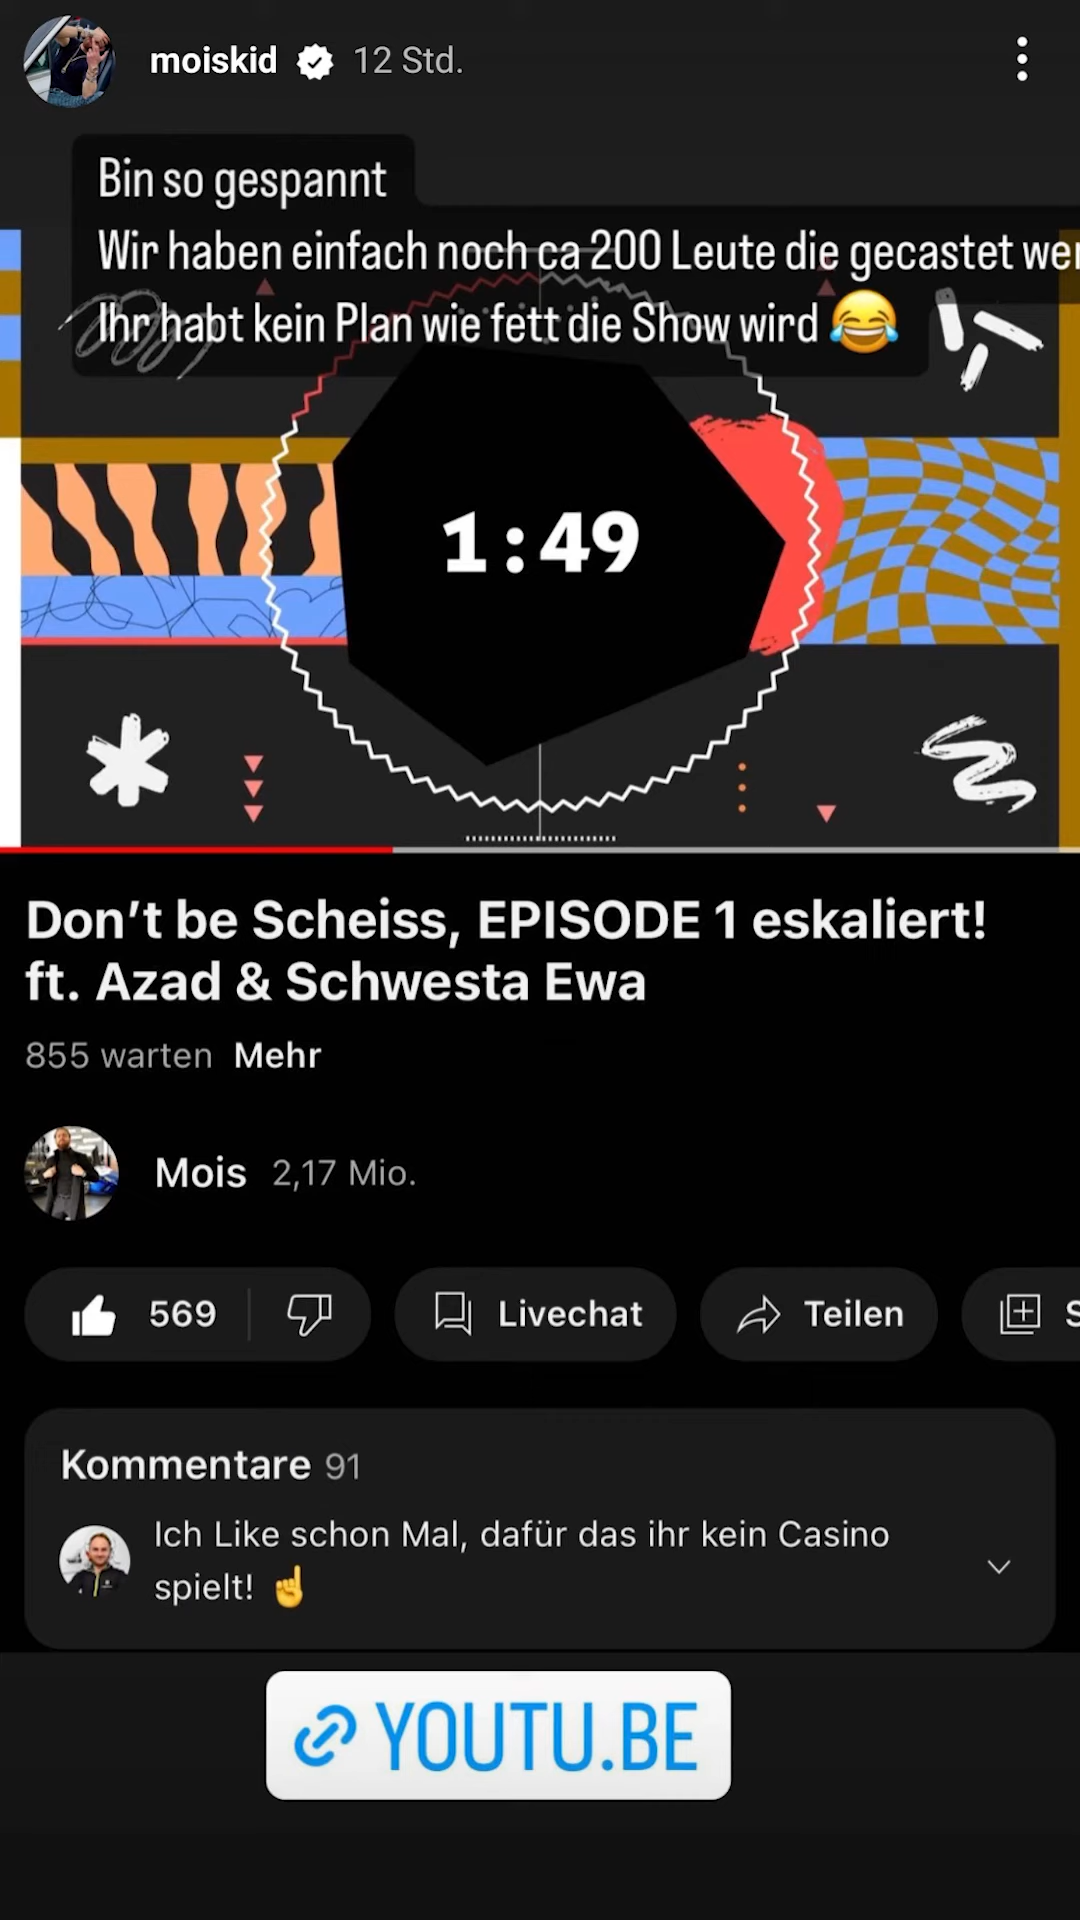 moiskid 12 Std.
Bin so gespannt
Wir haben einfach noch ca 200 Leute die gecastet
Ihr habt kein Plan wie fett die Show wird 😂
1:49
Don't be Scheiss, EPISODE 1 eskaliert!
ft. Azad & Schwesta Ewa
855 warten Mehr
Mois 2,17 Mio.
569 Livechat Teilen
Kommentare 91
Ich Like schon Mal, dafür das ihr kein Casino
spielt! ☝️
YOUTU.BE